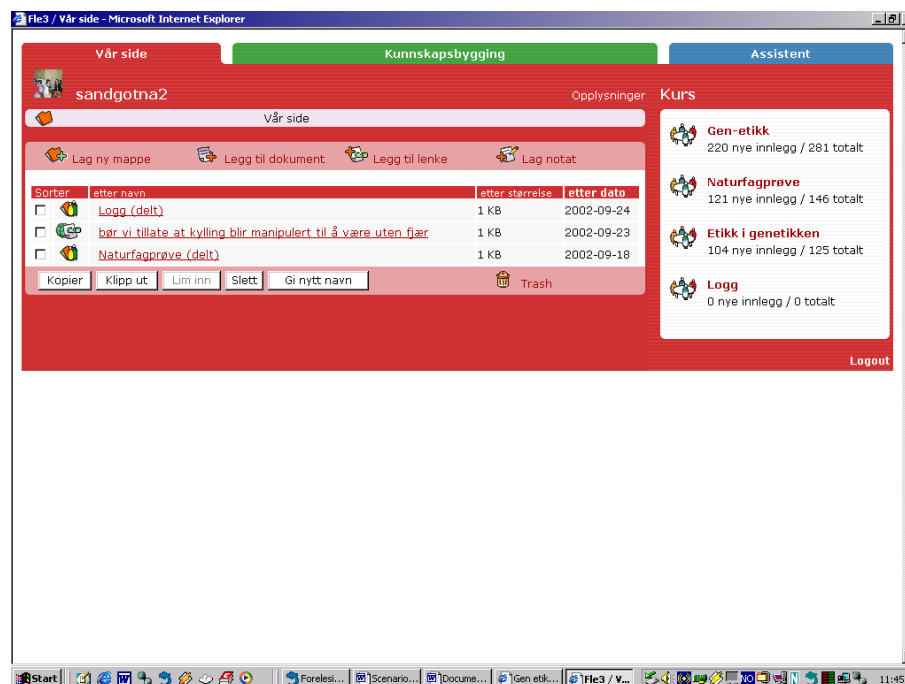 Fle3 / Vår side - Microsoft Internet Explorer
Vår side
Kunnskapsbygging
Assistent
sandgotna2
Opplysninger
Kurs
Vår side
Lag ny mappe
Legg til dokument
Legg til lenke
Lag notat
Sorter
etter navn
etter størrelse
etter dato
Logg (delt)
1 KB
2002-09-24
bør vi tillate at kylling blir manipulert til å være uten fjær
1 KB
2002-09-23
Naturfagprøve (delt)
1 KB
2002-09-18
Kopier
Klipp ut
Lim inn
Slett
Gi nytt navn
Trash
Gen-etikk
220 nye innlegg / 281 totalt
Naturfagprøve
121 nye innlegg / 146 totalt
Etikk i genetikken
104 nye innlegg / 125 totalt
Logg
0 nye innlegg / 0 totalt
Logout
Start
Forelesi...
Scenario...
Docume...
Gen etik...
Fle3 / V...
NO
11:45